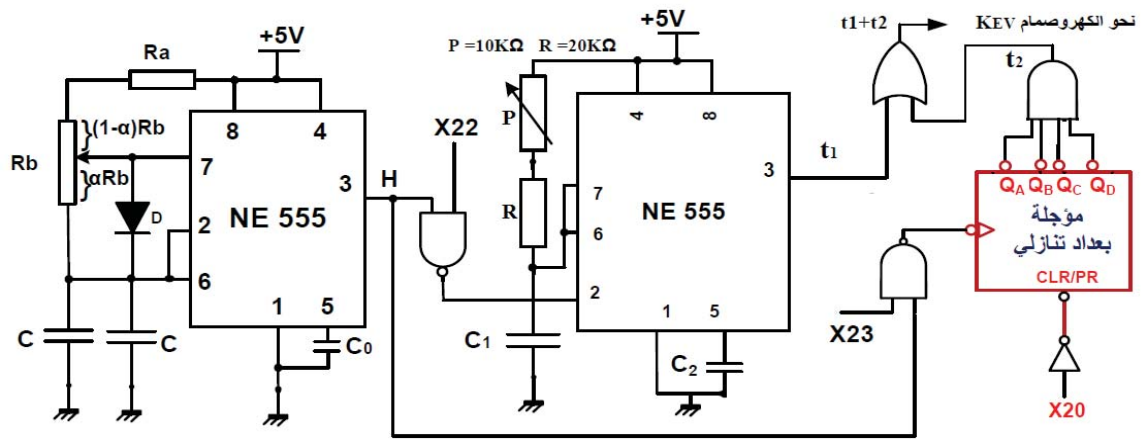 +5V
Ra
(1-α)Rb
Rb
αRb
D
8
4
7
3
2
6
1
5
NE 555
C
C
C0
H
X22
P =10KΩ R =20KΩ
+5V
P
R
4
8
7
6
3
2
1
5
NE 555
C1
C2
t1
t1+t2
نحو الكهروصمام KEV
t2
QA QB QC QD
مؤجلة
بعداد تنازلي
CLR/PR
X23
X20